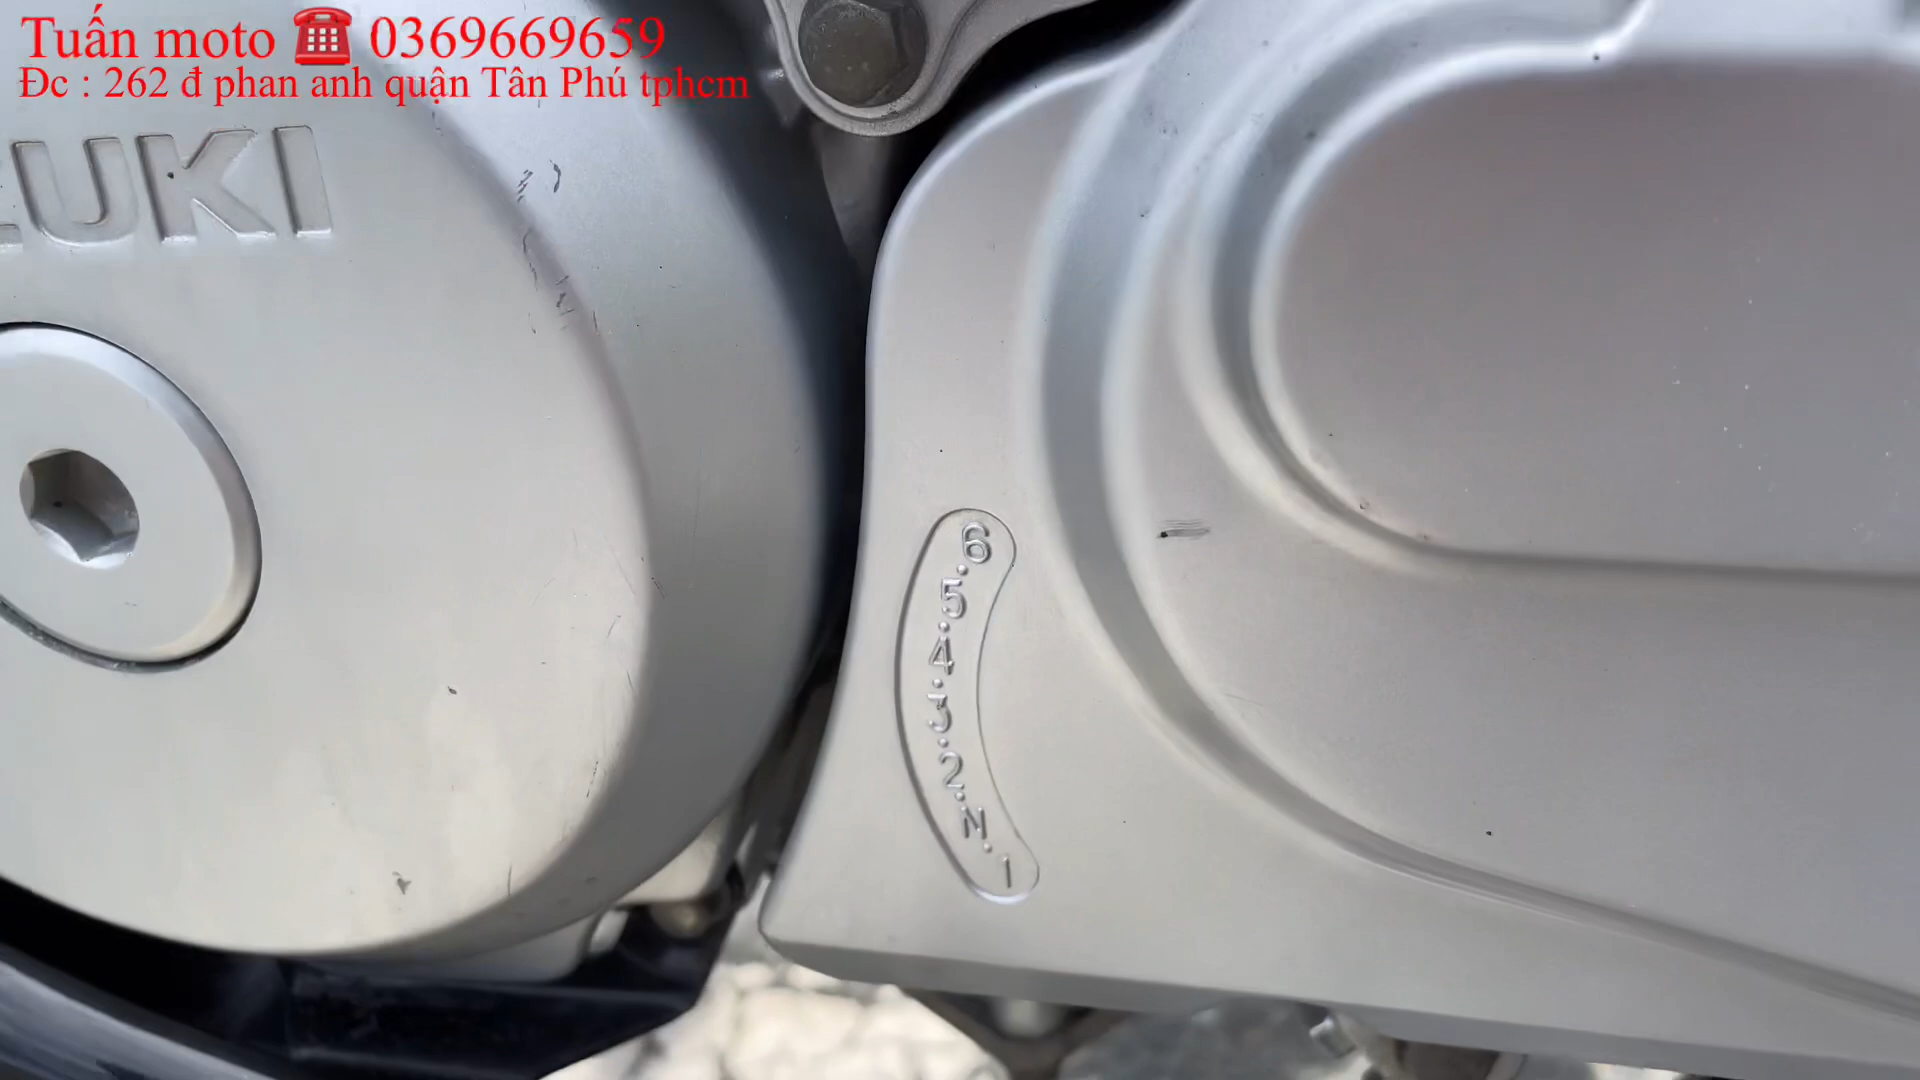 Tuấn moto ☎️ 0369669659
Đc : 262 đ phan anh quận Tân Phú tphcm
UKI
6.5.4.3.2.N.1